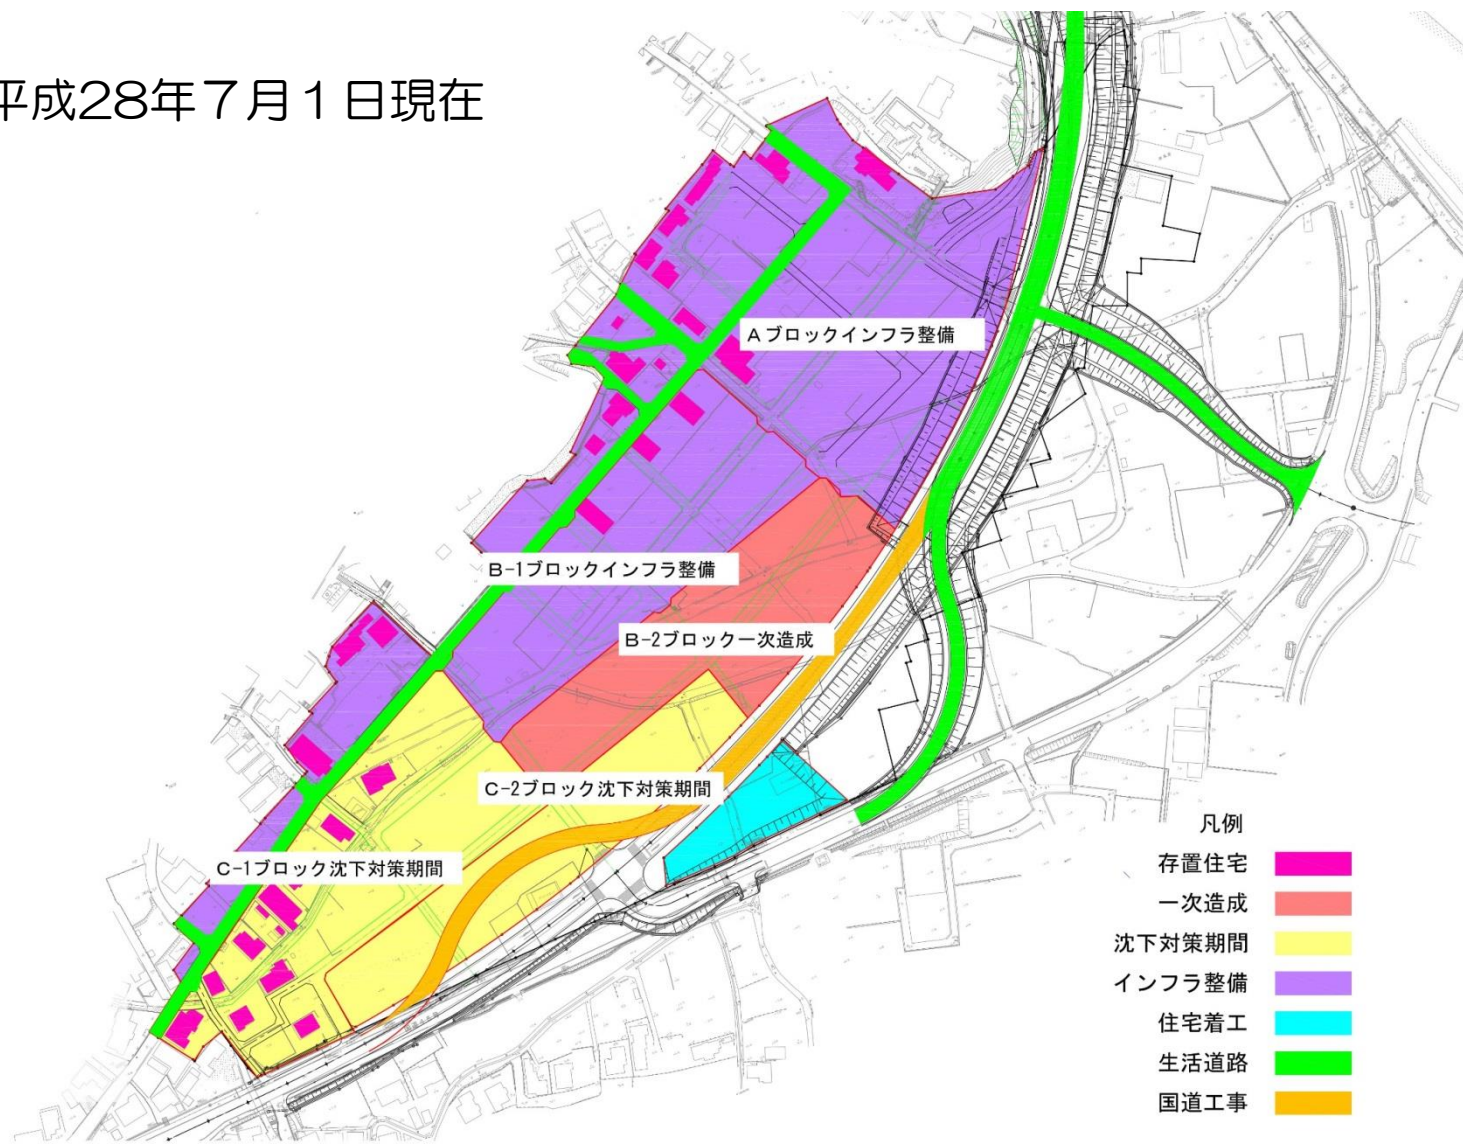 平成28年７月１日現在
Aブロックインフラ整備
B-1ブロックインフラ整備
B-2ブロック一次造成
C-2ブロック沈下対策期間
C-1ブロック沈下対策期間
凡例
存置住宅
一次造成
沈下対策期間
インフラ整備
住宅着工
生活道路
国道工事